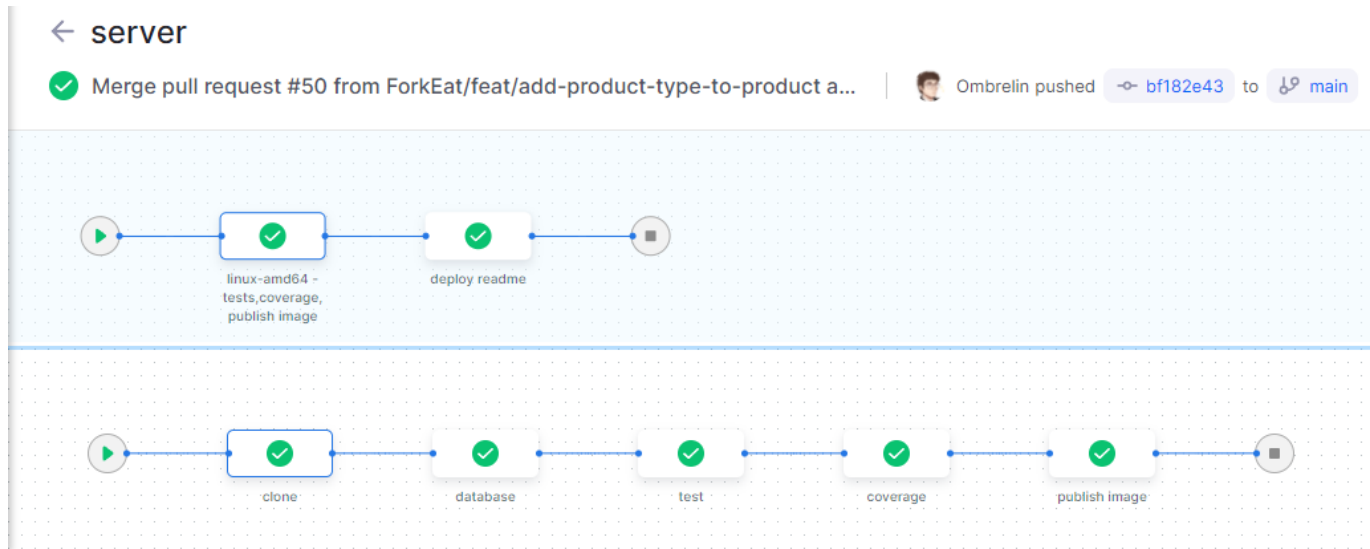 server
Merge pull request #50 from ForkEat/feat/add-product-type-to-product a... Ombrelin pushed bf182e43 to main
linux-amd64 -
tests,coverage,
publish image
deploy readme
clone database test coverage publish image